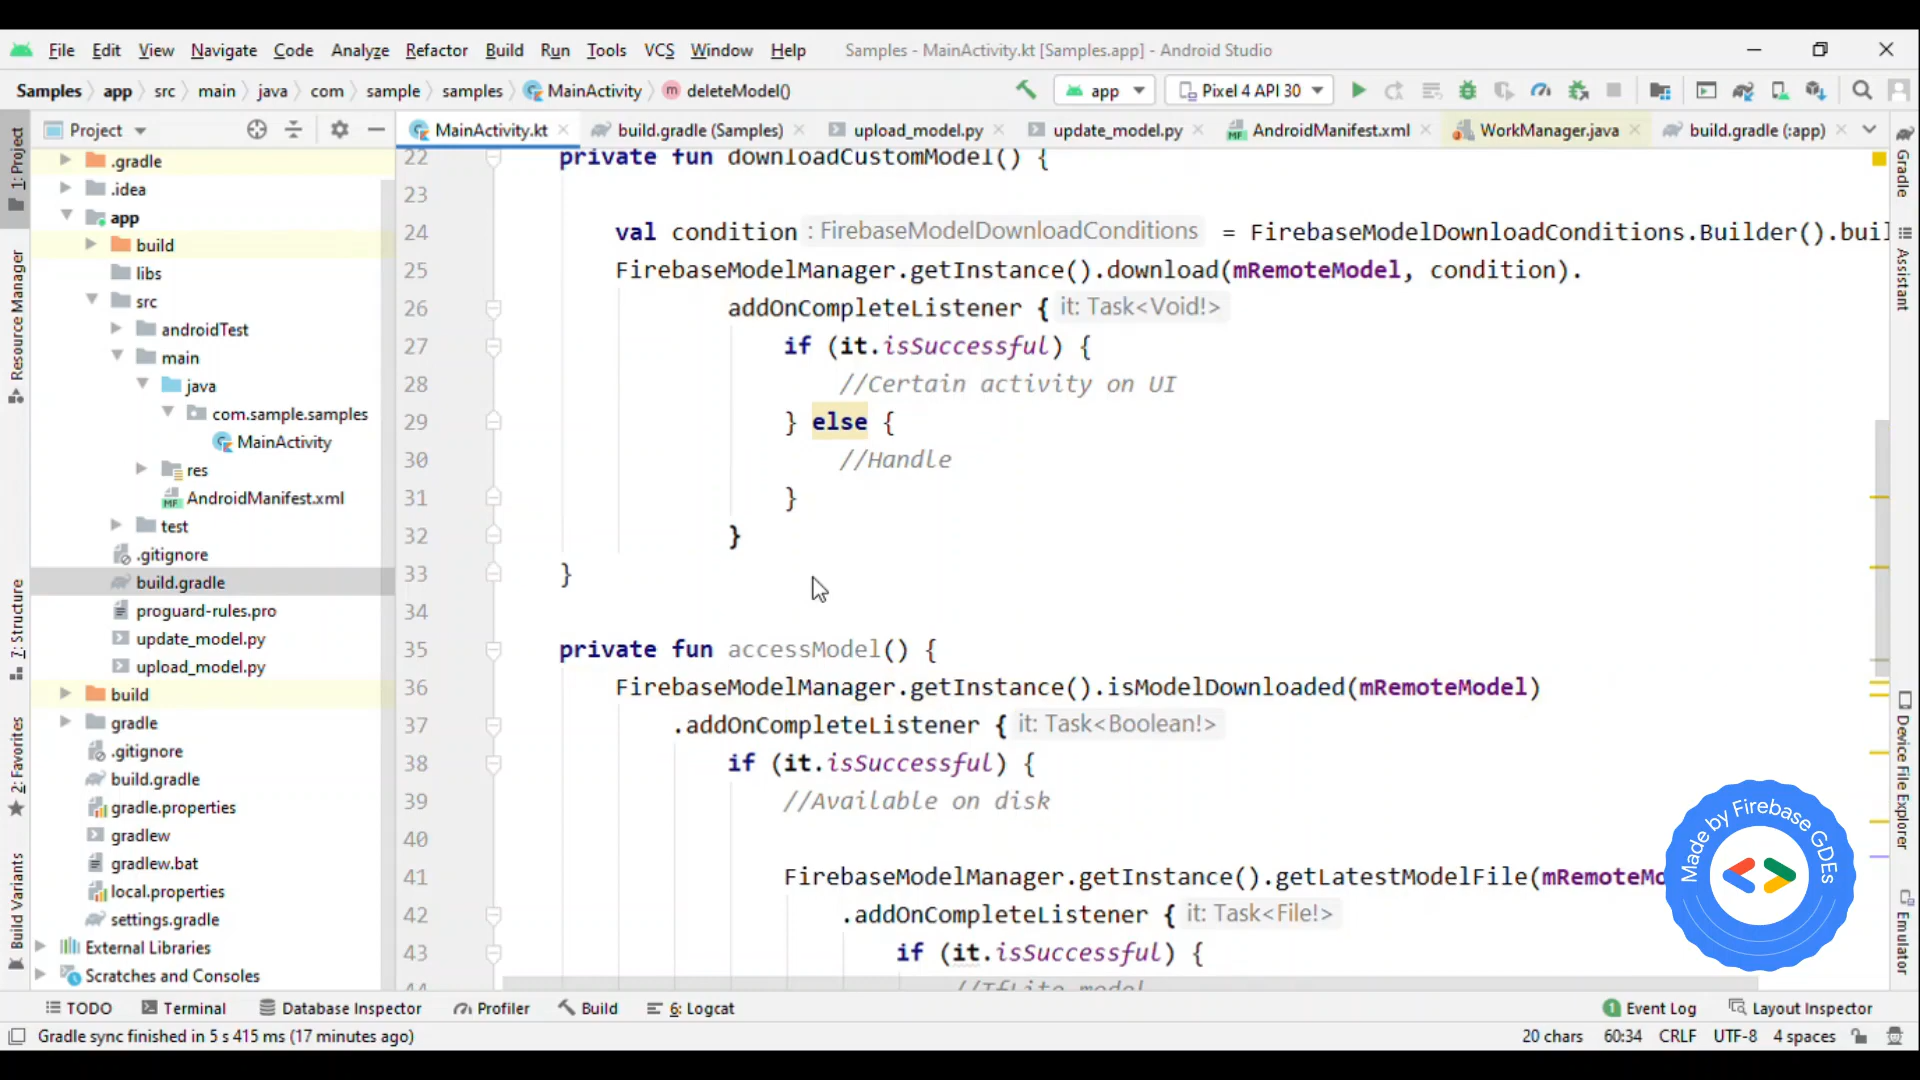 File Edit View Navigate Code Analyze Refactor Build Run Tools VCS Window Help Samples - MainActivity.kt [Samples.app] - Android Studio
Samples app src main java com sample samples MainActivity m deleteModel() app Pixel 4 API 30
Project
MainActivity.kt build.gradle (Samples) upload_model.py update_model.py AndroidManifest.xml WorkManager.java build.gradle (:app)
1: Project
Resource Manager
7: Structure
2: Favorites
Build Variants
.gradle
.idea
app
build
libs
src
androidTest
main
java
com.sample.samples
MainActivity
res
AndroidManifest.xml
test
.gitignore
build.gradle
proguard-rules.pro
update_model.py
upload_model.py
build
gradle
.gitignore
build.gradle
gradle.properties
gradlew
gradlew.bat
local.properties
settings.gradle
External Libraries
Scratches and Consoles
22 private fun downloadCustomModel() {
23
24 val condition : FirebaseModelDownloadConditions = FirebaseModelDownloadConditions.Builder().buil
25 FirebaseModelManager.getInstance().download(mRemoteModel, condition).
26 addOnCompleteListener { it: Task<Void!>
27 if (it.isSuccessful) {
28 //Certain activity on UI
29 } else {
30 //Handle
31 }
32 }
33 }
34
35 private fun accessModel() {
36 FirebaseModelManager.getInstance().isModelDownloaded(mRemoteModel)
37 .addOnCompleteListener { it: Task<Boolean!>
38 if (it.isSuccessful) {
39 //Available on disk
40
41 FirebaseModelManager.getInstance().getLatestModelFile(mRemoteMo
42 .addOnCompleteListener { it: Task<File!>
43 if (it.isSuccessful) {
44 //TfLite model
Gradle
Assistant
Device File Explorer
Emulator
Made by Firebase GDEs
TODO Terminal Database Inspector Profiler Build 6: Logcat 1 Event Log Layout Inspector
Gradle sync finished in 5 s 415 ms (17 minutes ago) 20 chars 60:34 CRLF UTF-8 4 spaces